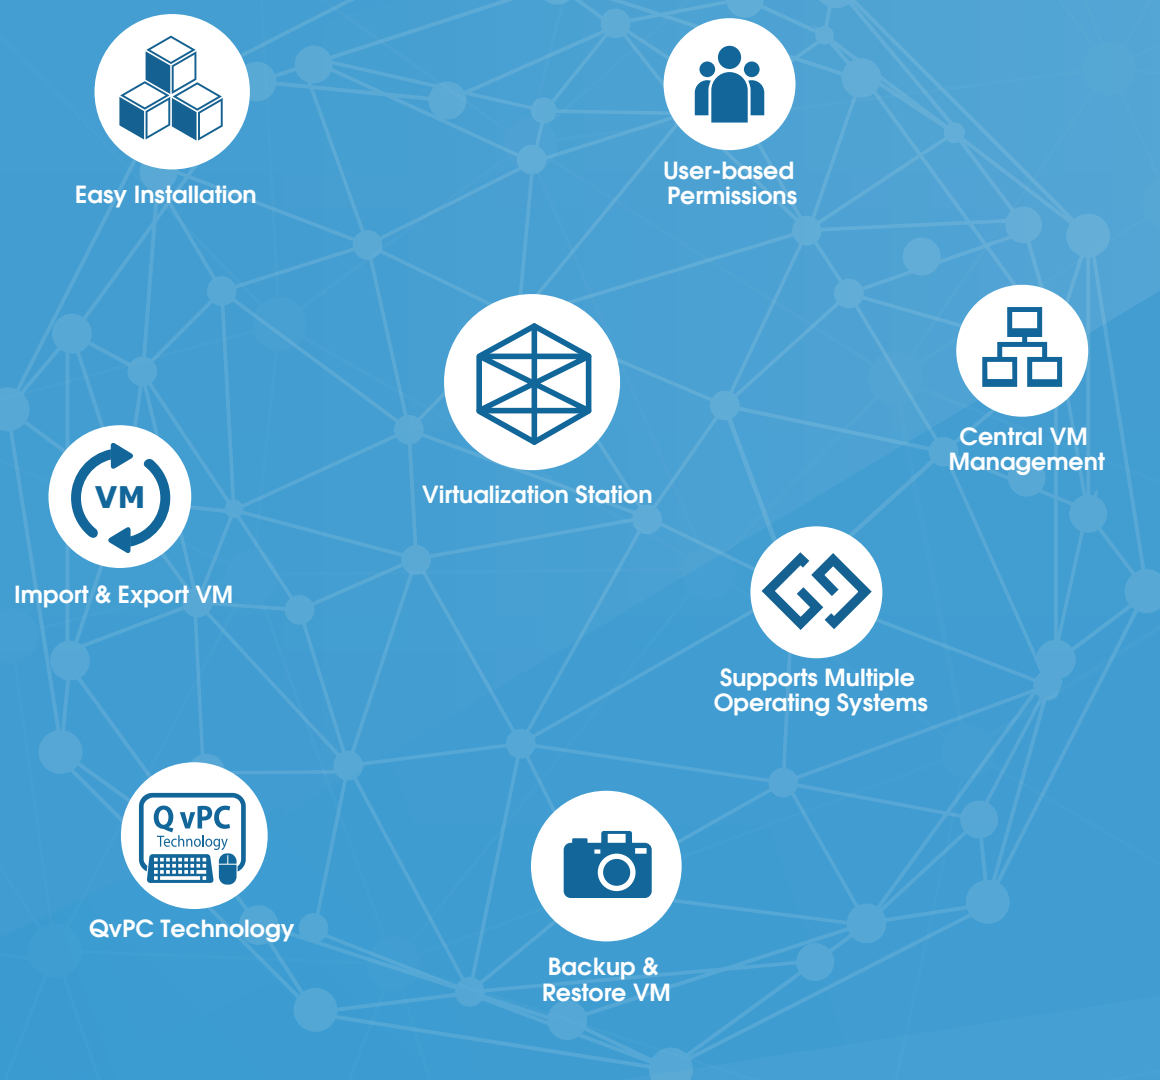 Easy Installation
User-based
Permissions
Central VM
Management
Virtualization Station
VM
Import & Export VM
Supports Multiple
Operating Systems
Q vPC
Technology
QvPC Technology
Backup &
Restore VM